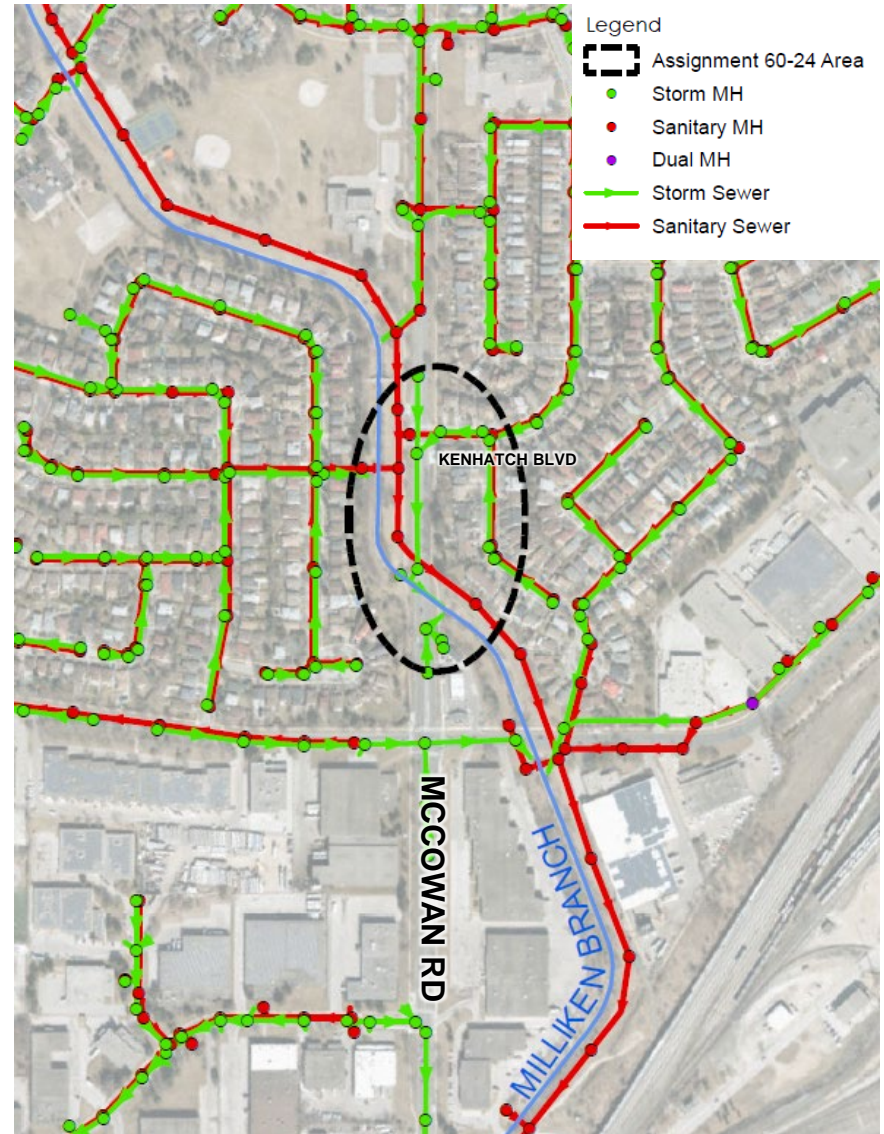 Legend
Assignment 60-24 Area
Storm MH
Sanitary MH
Dual MH
Storm Sewer
Sanitary Sewer
KENHATCH BLVD
MCCOWAN RD
MILLIKEN BRANCH